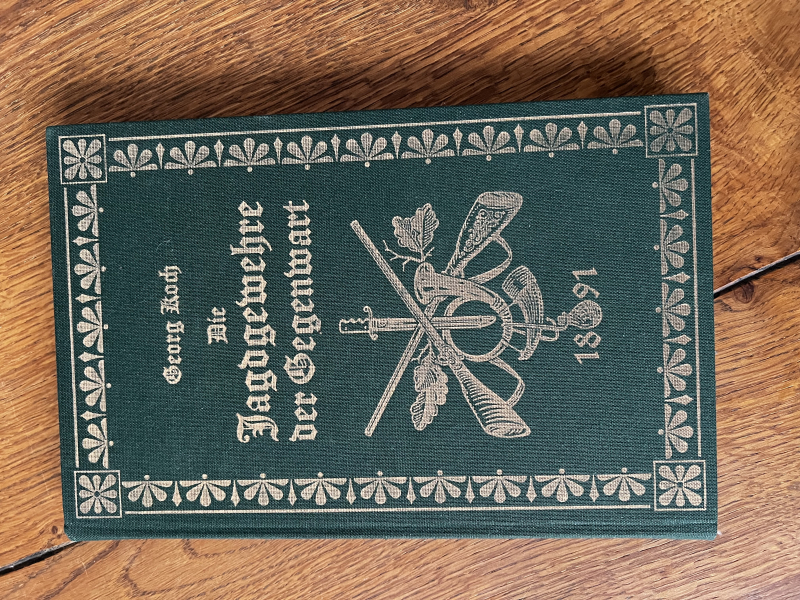 Georg Koch
Die
Jagdgewehre
der Gegenwart
1891